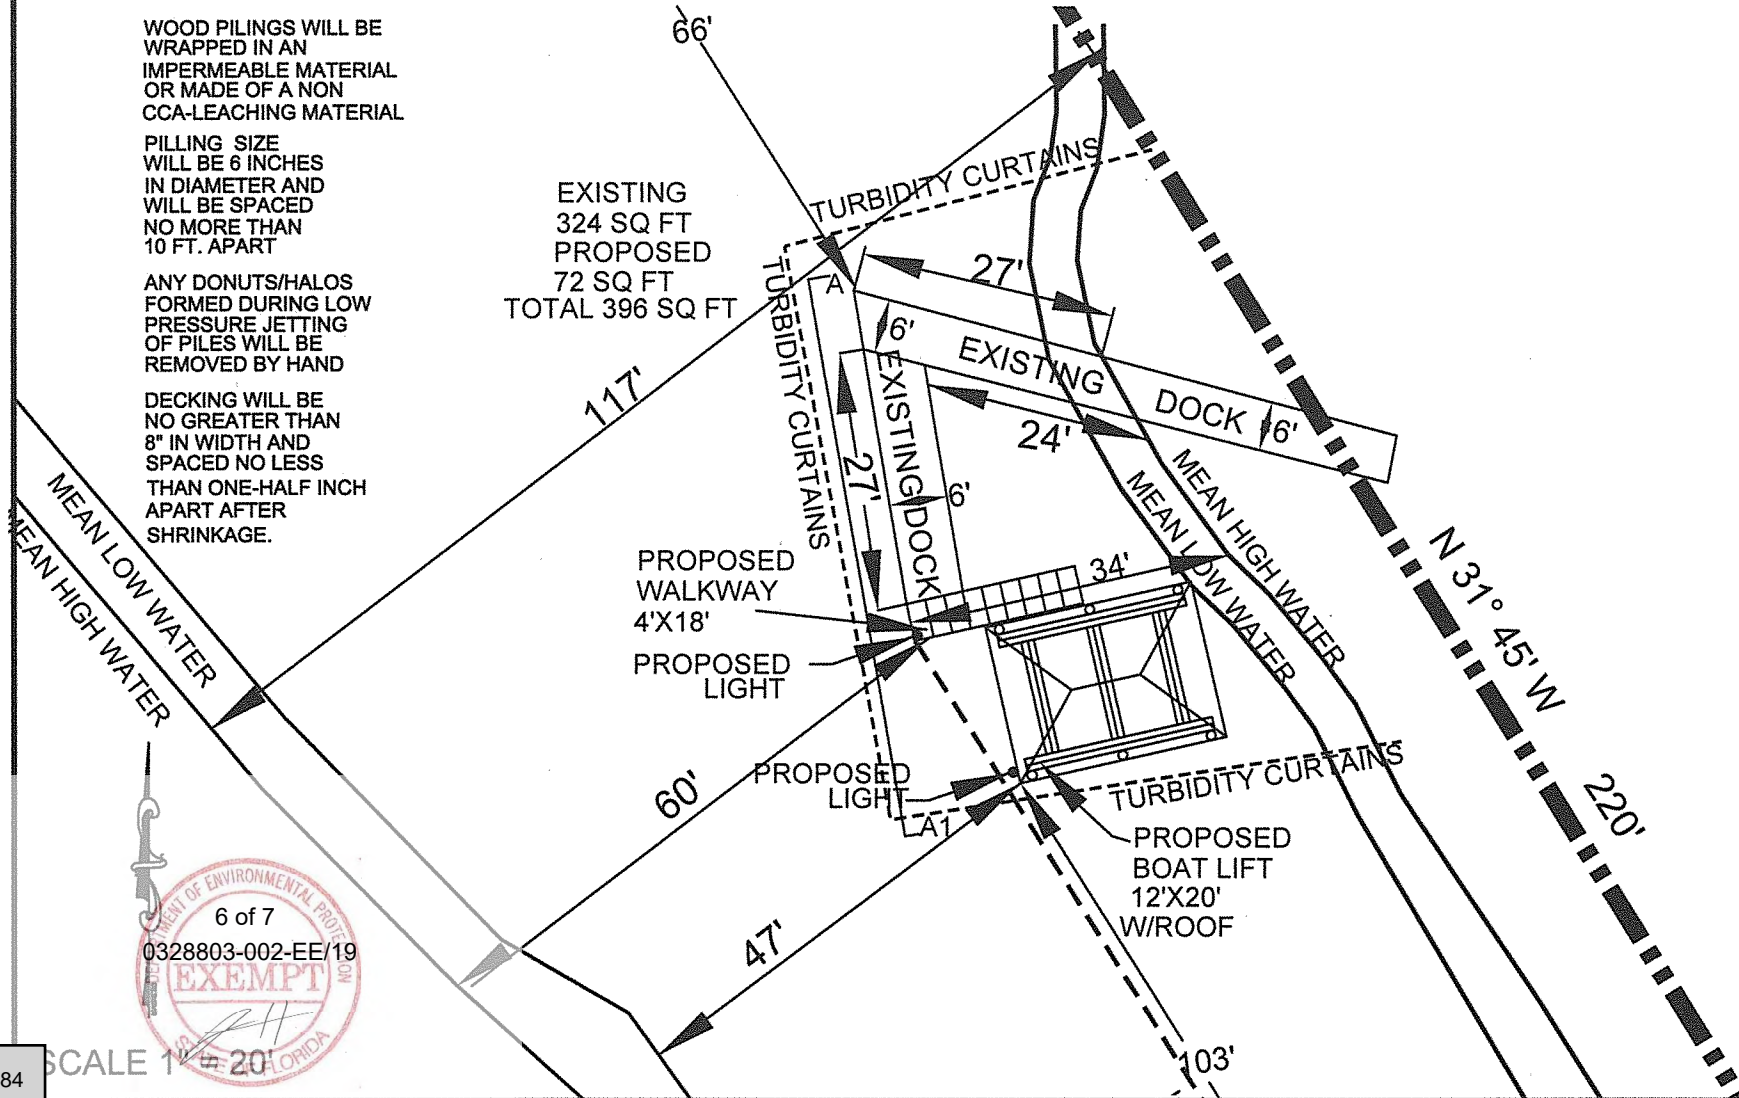 WOOD PILINGS WILL BE
WRAPPED IN AN
IMPERMEABLE MATERIAL
OR MADE OF A NON
CCA-LEACHING MATERIAL
PILLING SIZE
WILL BE 6 INCHES
IN DIAMETER AND
WILL BE SPACED
NO MORE THAN
10 FT. APART
ANY DONUTS/HALOS
FORMED DURING LOW
PRESSURE JETTING
OF PILES WILL BE
REMOVED BY HAND
DECKING WILL BE
NO GREATER THAN
8" IN WIDTH AND
SPACED NO LESS
THAN ONE-HALF INCH
APART AFTER
SHRINKAGE.
66'
EXISTING
324 SQ FT
PROPOSED
72 SQ FT
TOTAL 396 SQ FT
TURBIDITY CURTAINS
TURBIDITY CURTAINS
A
27'
6'
EXISTING DOCK
6'
24'
117'
EXISTING DOCK
27'
6'
MEAN LOW WATER
MEAN HIGH WATER
MEAN LOW WATER
MEAN HIGH WATER
N 31° 45' W
220'
PROPOSED
WALKWAY
4'X18'
34'
PROPOSED
LIGHT
60'
PROPOSED
LIGHT
A1
TURBIDITY CURTAINS
PROPOSED
BOAT LIFT
12'X20'
W/ROOF
47'
103'
DEPARTMENT OF ENVIRONMENTAL PROTECTION
6 of 7
0328803-002-EE/19
EXEMPT
STATE OF FLORIDA
SCALE 1" = 20'
84